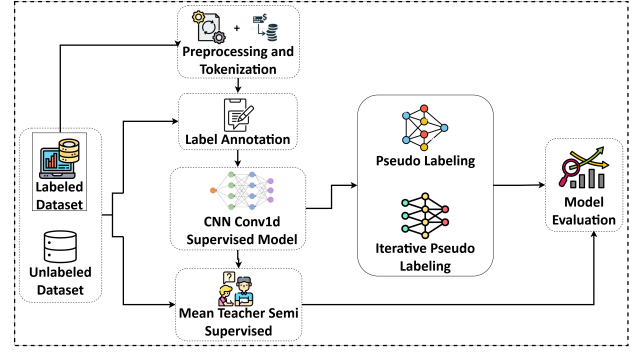 Preprocessing and
Tokenization
Label Annotation
Labeled
Dataset
Unlabeled
Dataset
CNN Conv1d
Supervised Model
Mean Teacher Semi
Supervised
Pseudo Labeling
Iterative Pseudo
Labeling
Model
Evaluation